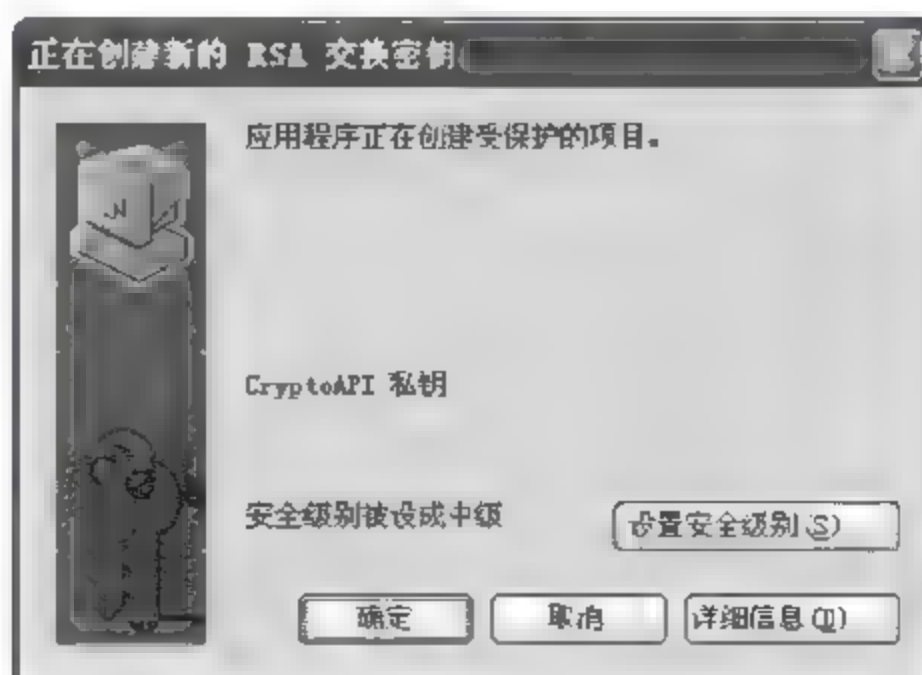 正在创建新的 RSA 交换密钥
应用程序正在创建受保护的项目。
CryptoAPI 私钥
安全级别被设成中级
设置安全级别(S)
确定 取消 详细信息(D)